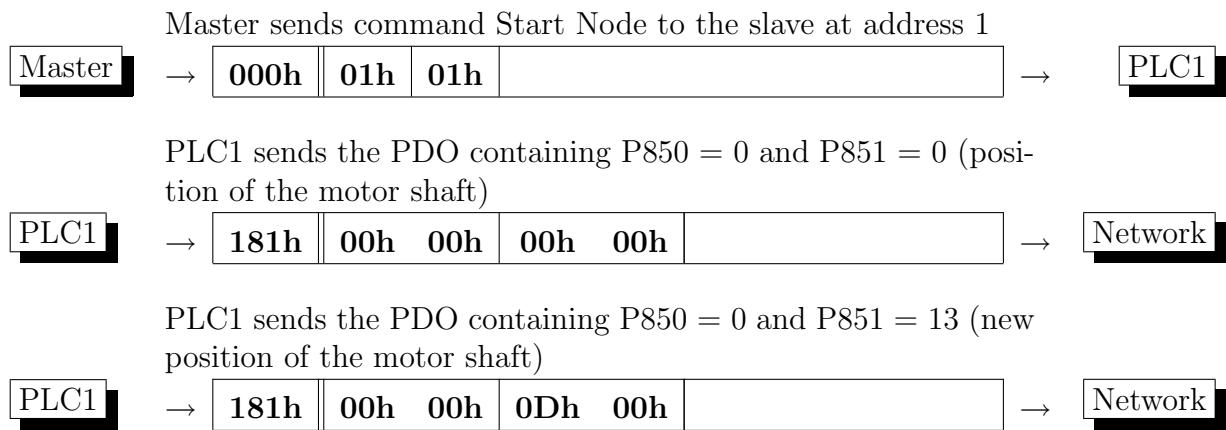 Master sends command Start Node to the slave at address 1
Master → 000h 01h 01h → PLC1
PLC1 sends the PDO containing P850 = 0 and P851 = 0 (posi-
tion of the motor shaft)
PLC1 → 181h 00h 00h 00h 00h → Network
PLC1 sends the PDO containing P850 = 0 and P851 = 13 (new
position of the motor shaft)
PLC1 → 181h 00h 00h 0Dh 00h → Network